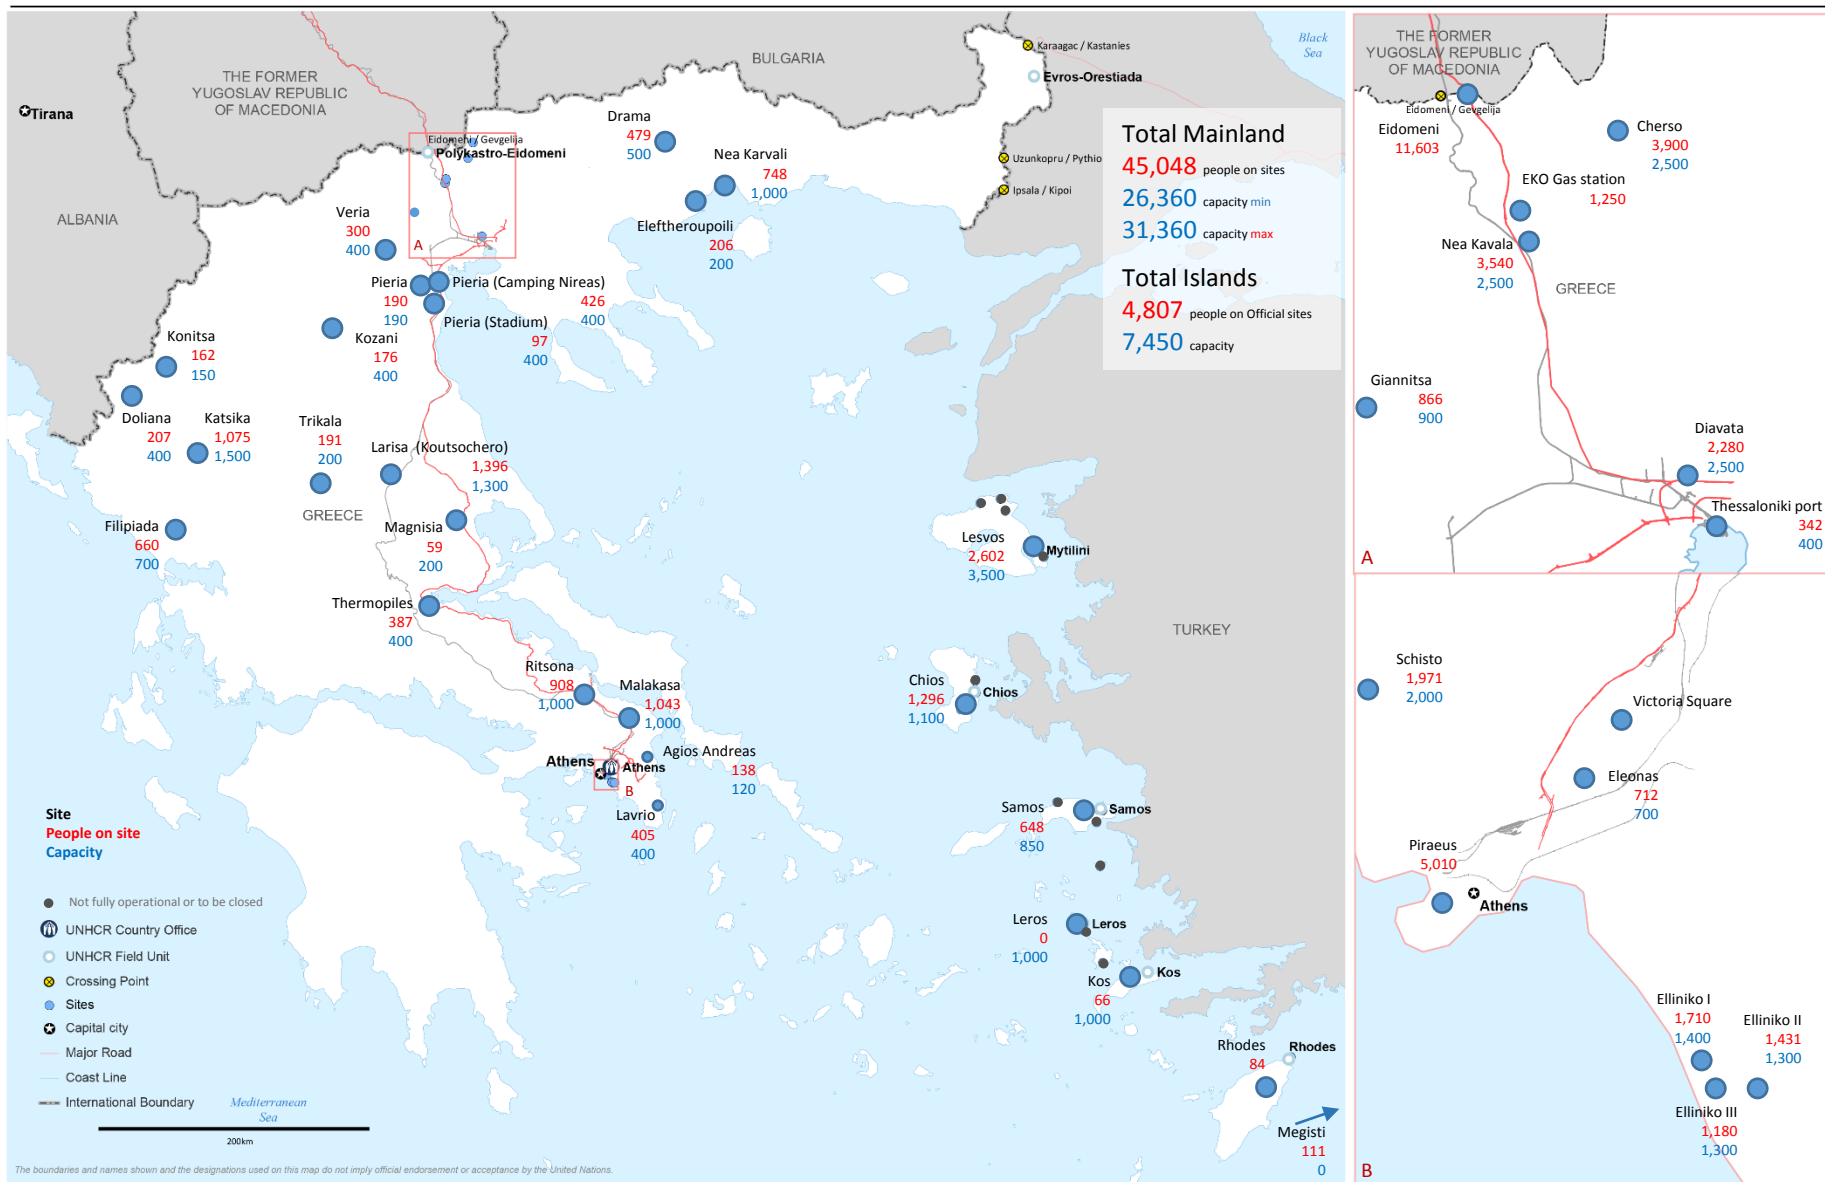 BULGARIA
Black
Sea
Karaagac / Kastanies
Evros-Orestiada
THE FORMER
YUGOSLAV REPUBLIC
OF MACEDONIA
Tirana
ALBANIA
Eidomeni / Gevgelija
Polykastro-Eidomeni
A
Drama
479
500
Nea Karvali
748
1,000
Eleftheroupoili
206
200
Uzunkopru / Pythio
Ipsala / Kipoi
Total Mainland
45,048 people on sites
26,360 capacity min
31,360 capacity max
Total Islands
4,807 people on Official sites
7,450 capacity
Veria
300
400
Pieria
190
190
Pieria (Camping Nireas)
426
400
Pieria (Stadium)
97
400
Kozani
176
400
Konitsa
162
150
Doliana
207
400
Katsika
1,075
1,500
Trikala
191
200
Larisa (Koutsochero)
1,396
1,300
GREECE
Magnisia
59
200
Filipiada
660
700
Thermopiles
387
400
Ritsona
908
1,000
Malakasa
1,043
1,000
Agios Andreas
138
120
Athens
Athens
B
Lavrio
405
400
Lesvos
2,602
3,500
Mytilini
TURKEY
Chios
1,296
1,100
Chios
Samos
648
850
Samos
Leros
0
1,000
Leros
Kos
66
1,000
Kos
Rhodes
84
Rhodes
Megisti
111
0
Site
People on site
Capacity
Not fully operational or to be closed
UNHCR Country Office
UNHCR Field Unit
Crossing Point
Sites
Capital city
Major Road
Coast Line
International Boundary
Mediterranean
Sea
200km
The boundaries and names shown and the designations used on this map do not imply official endorsement or acceptance by the United Nations.
THE FORMER
YUGOSLAV REPUBLIC
OF MACEDONIA
Eidomeni / Gevgelija
Eidomeni
11,603
Cherso
3,900
2,500
EKO Gas station
1,250
Nea Kavala
3,540
2,500
GREECE
Giannitsa
866
900
Diavata
2,280
2,500
Thessaloniki port
342
400
A
Schisto
1,971
2,000
Victoria Square
Eleonas
712
700
Piraeus
5,010
Athens
Elliniko I
1,710
1,400
Elliniko II
1,431
1,300
Elliniko III
1,180
1,300
B